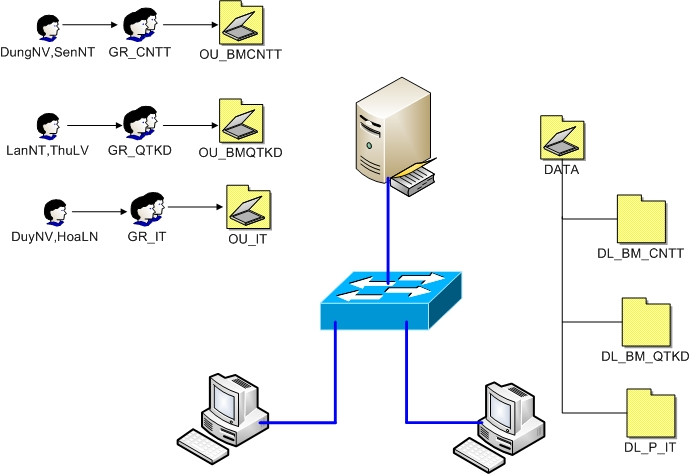 DungNV,SenNT
GR_CNTT
OU_BMCNTT
LanNT,ThuLV
GR_QTKD
OU_BMQTKD
DuyNV,HoaLN
GR_IT
OU_IT
DATA
DL_BM_CNTT
DL_BM_QTKD
DL_P_IT